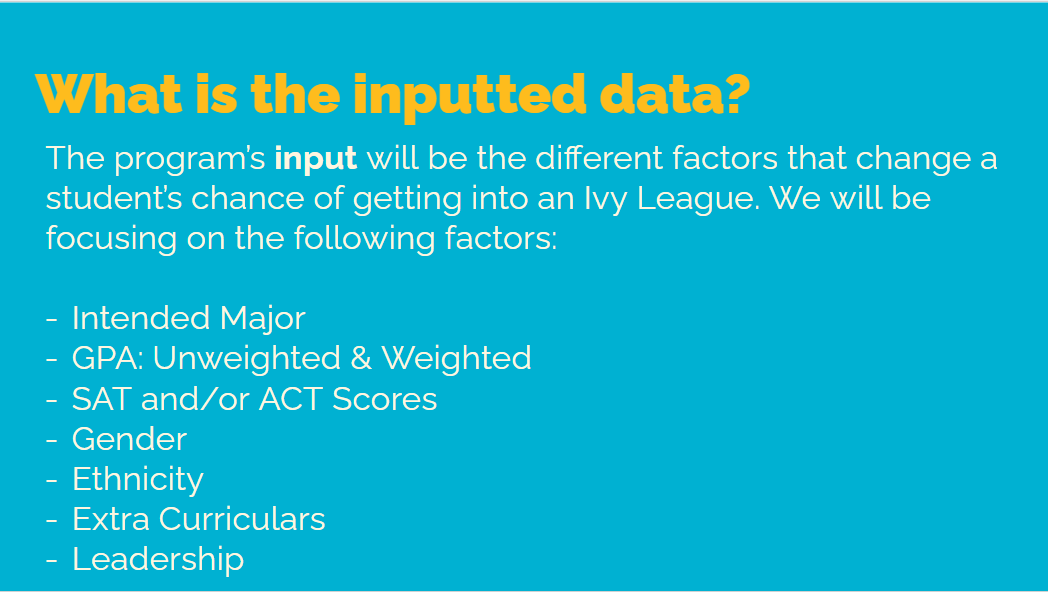 What is the inputted data?
The program's input will be the different factors that change a
student's chance of getting into an Ivy League. We will be
focusing on the following factors:
- Intended Major
- GPA: Unweighted & Weighted
- SAT and/or ACT Scores
- Gender
- Ethnicity
- Extra Curriculars
- Leadership